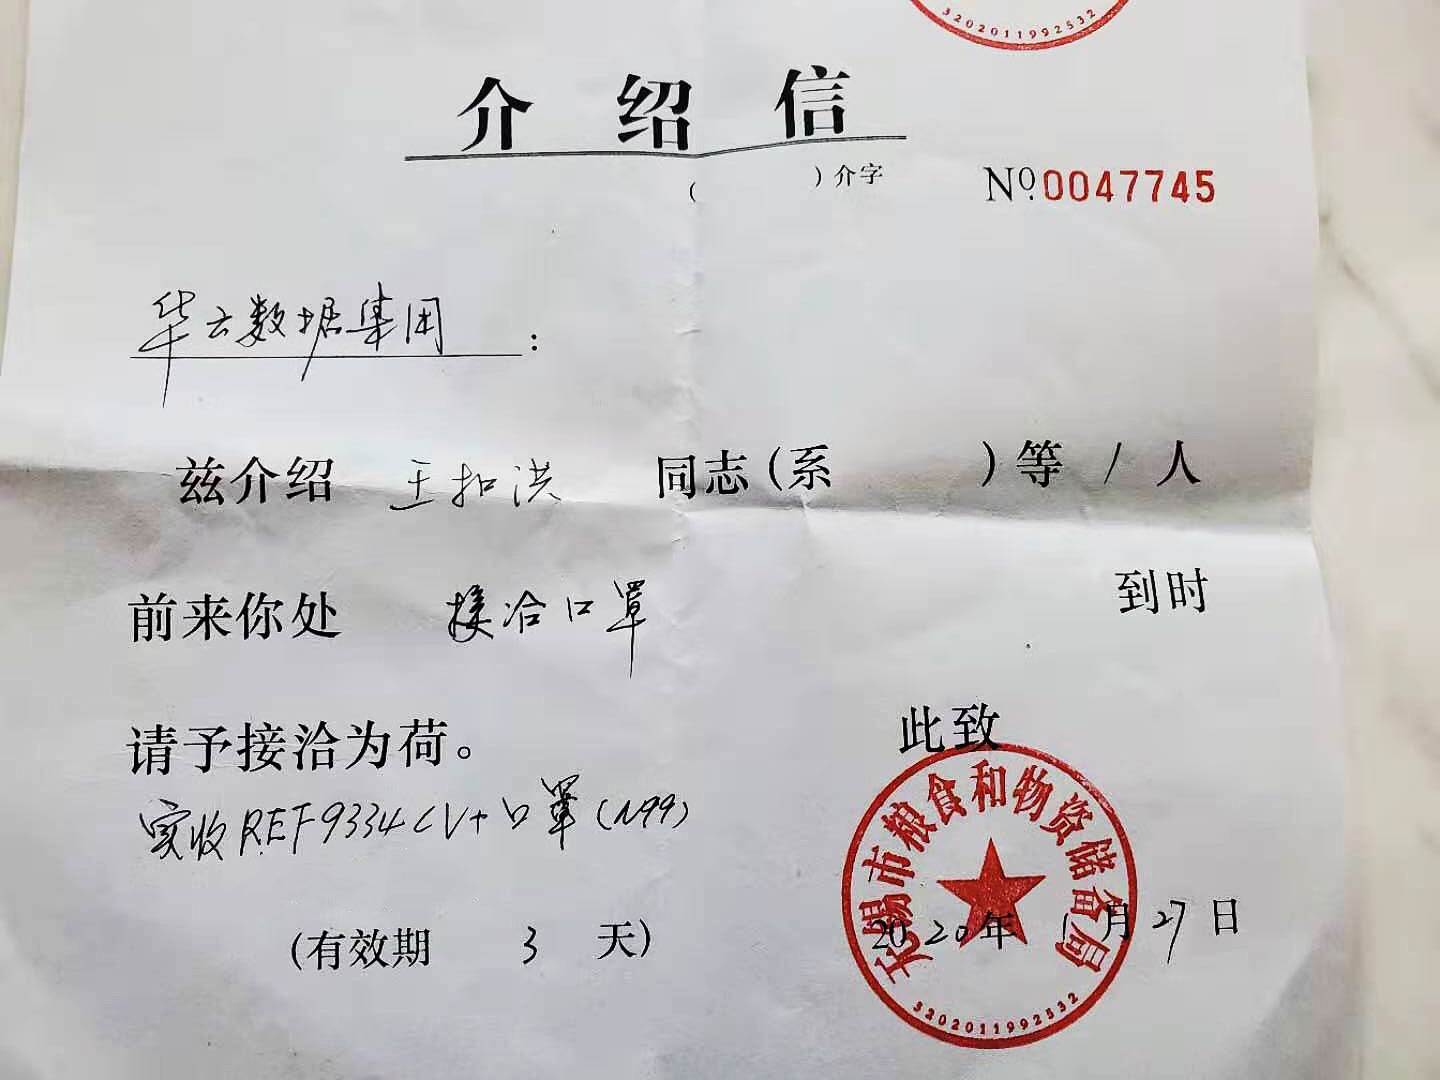 3202011992532
介绍信
( )介字
Nº.0047745
华云数据集团:
兹介绍 王扣洪 同志(系 )等 / 人
前来你处 接洽口罩 到时
请予接洽为荷。
此致
实收REF9334CV+口罩(N99)
无锡市粮食和物资储备局
(有效期 3 天)
2020年1月27日
3202011992532